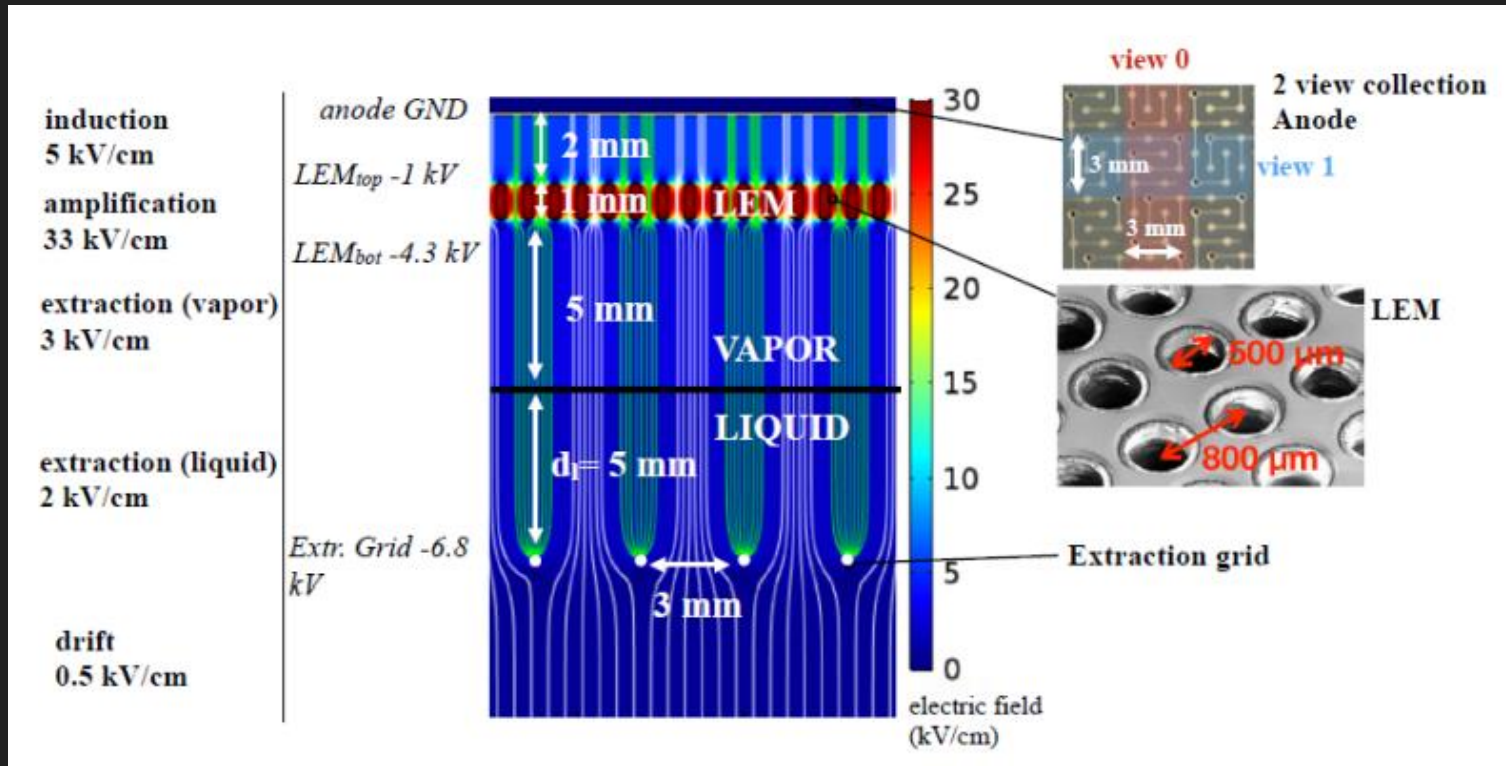 induction
5 kV/cm
amplification
33 kV/cm
extraction (vapor)
3 kV/cm
extraction (liquid)
2 kV/cm
drift
0.5 kV/cm
anode GND
LEMtop -1 kV
LEMbot -4.3 kV
Extr. Grid -6.8
kV
2 mm
1 mm
LEM
5 mm
VAPOR
LIQUID
dl= 5 mm
3 mm
30
25
20
15
10
5
0
electric field
(kV/cm)
view 0
2 view collection
Anode
3 mm
view 1
3 mm
LEM
500 µm
800 µm
Extraction grid